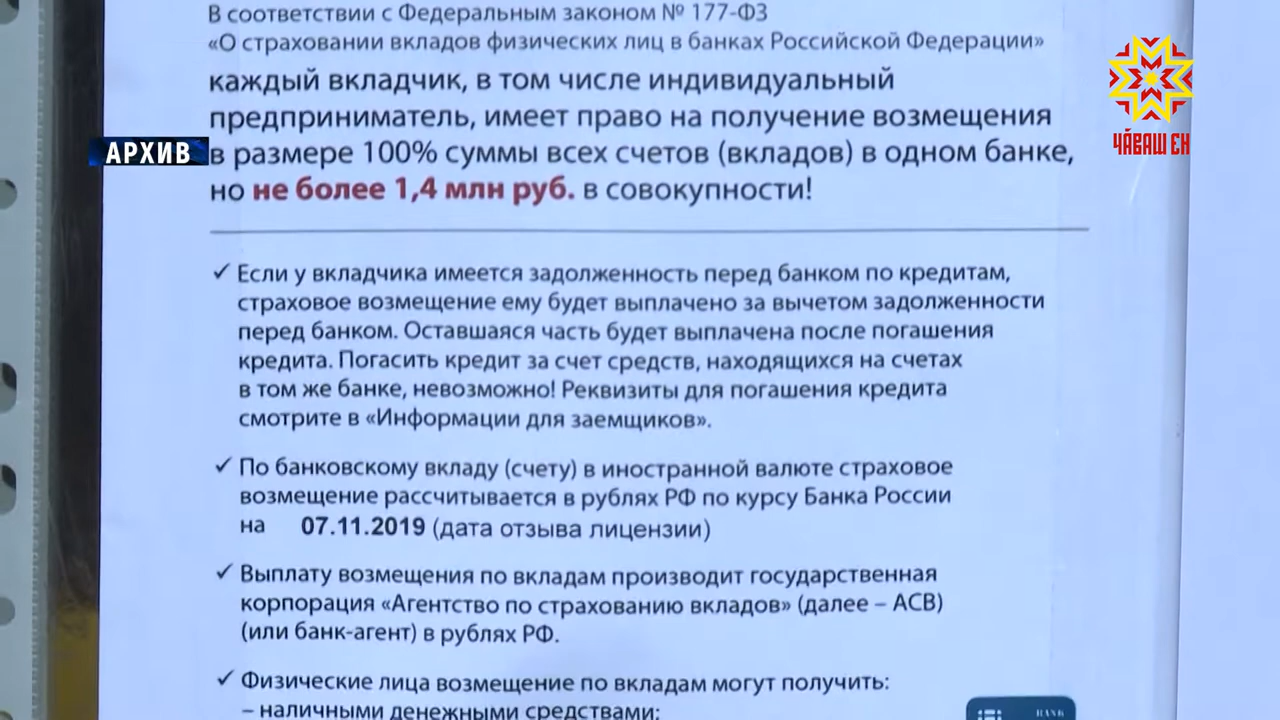 В соответствии с Федеральным законом № 177-ФЗ
«О страховании вкладов физических лиц в банках Российской Федерации»
каждый вкладчик, в том числе индивидуальный
предприниматель, имеет право на получение возмещения
АРХИВ
в размере 100% суммы всех счетов (вкладов) в одном банке,
но не более 1,4 млн руб. в совокупности!
ЧӐВАШ ЕН
✓ Если у вкладчика имеется задолженность перед банком по кредитам,
страховое возмещение ему будет выплачено за вычетом задолженности
перед банком. Оставшаяся часть будет выплачена после погашения
кредита. Погасить кредит за счет средств, находящихся на счетах
в том же банке, невозможно! Реквизиты для погашения кредита
смотрите в «Информации для заемщиков».
✓ По банковскому вкладу (счету) в иностранной валюте страховое
возмещение рассчитывается в рублях РФ по курсу Банка России
на 07.11.2019 (дата отзыва лицензии)
✓ Выплату возмещения по вкладам производит государственная
корпорация «Агентство по страхованию вкладов» (далее – АСВ)
(или банк-агент) в рублях РФ.
✓ Физические лица возмещение по вкладам могут получить:
– наличными денежными средствами;
BANK